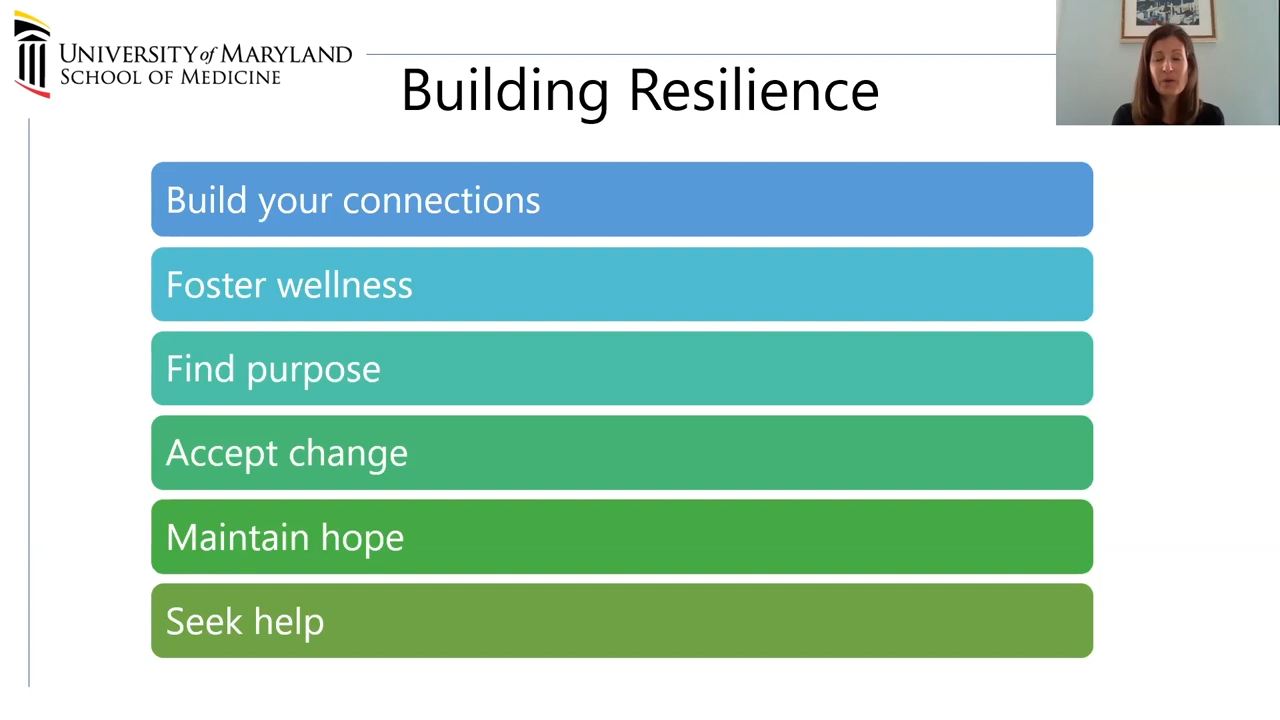 UNIVERSITY of MARYLAND
SCHOOL OF MEDICINE
Building Resilience
Build your connections
Foster wellness
Find purpose
Accept change
Maintain hope
Seek help